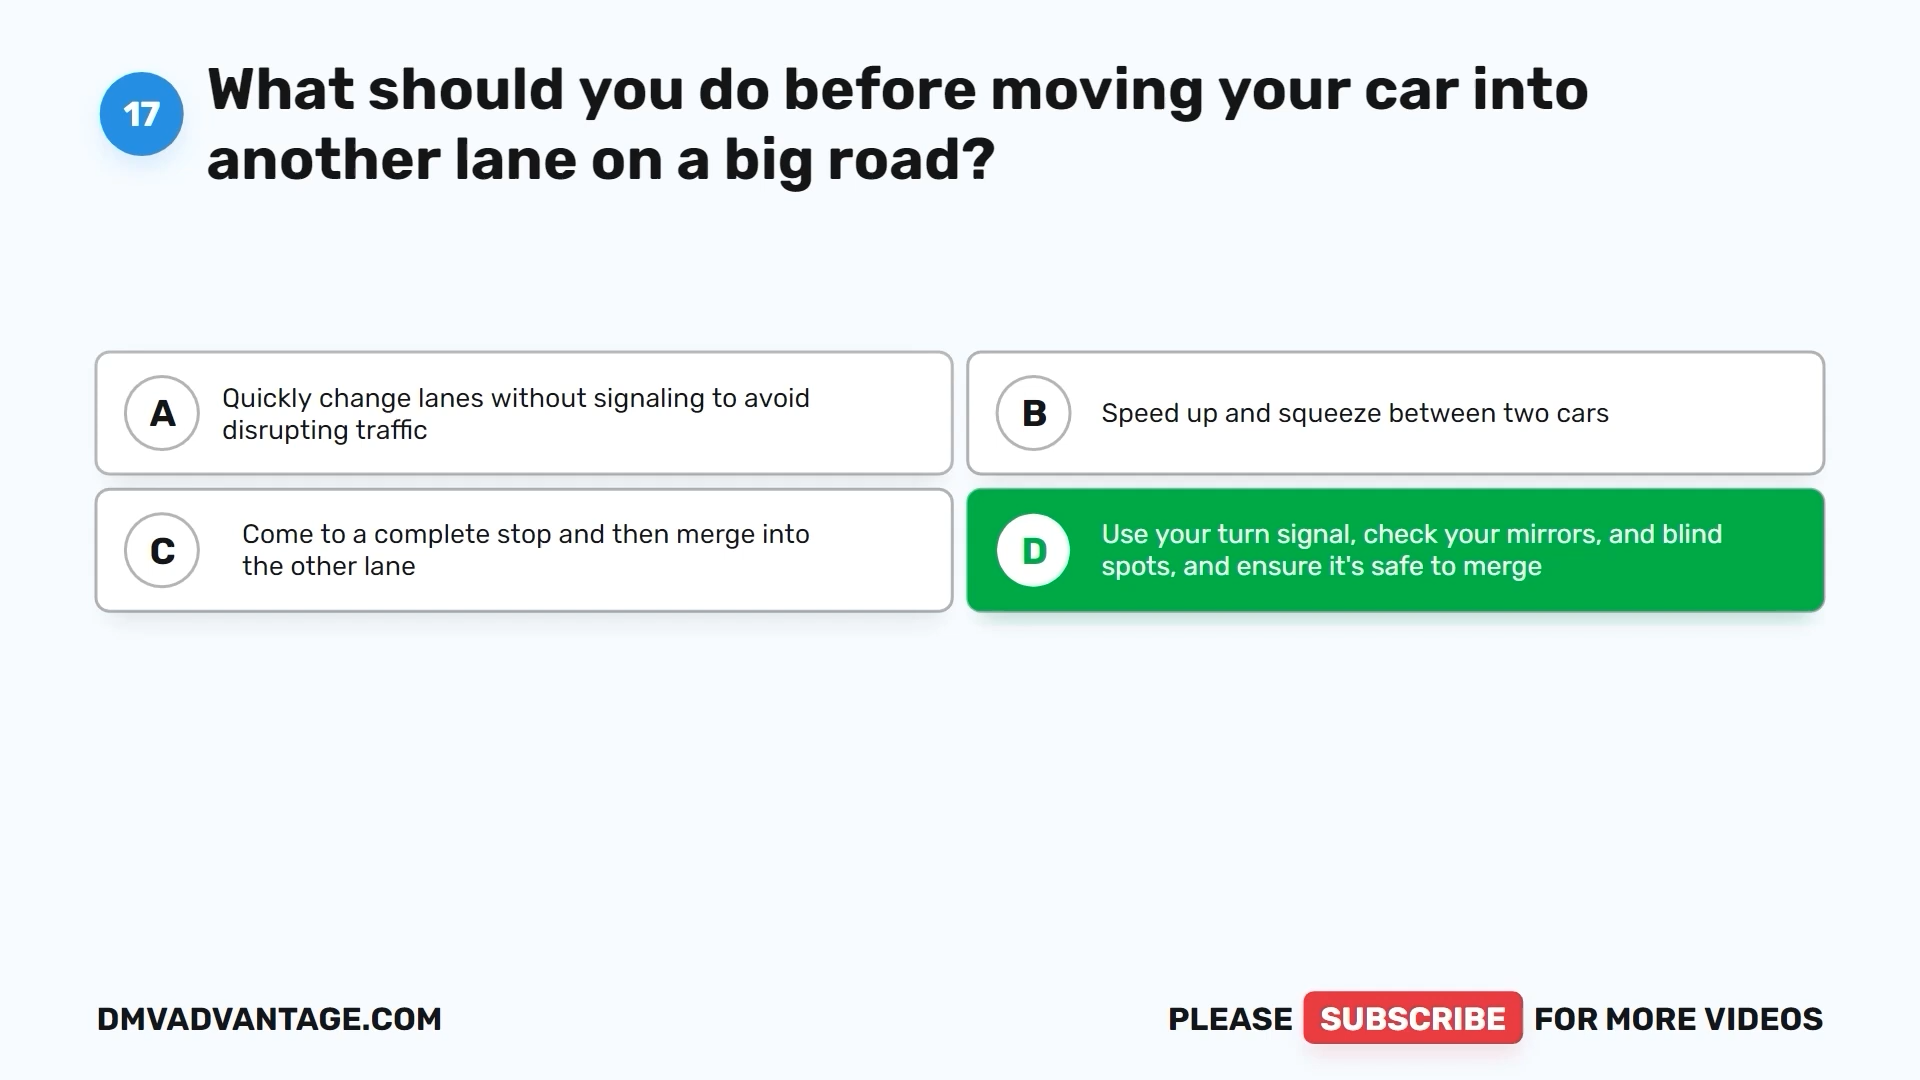 17
What should you do before moving your car into
another lane on a big road?
A
Quickly change lanes without signaling to avoid
disrupting traffic
B
Speed up and squeeze between two cars
C
Come to a complete stop and then merge into
the other lane
D
Use your turn signal, check your mirrors, and blind
spots, and ensure it's safe to merge
DMVADVANTAGE.COM
PLEASE SUBSCRIBE FOR MORE VIDEOS